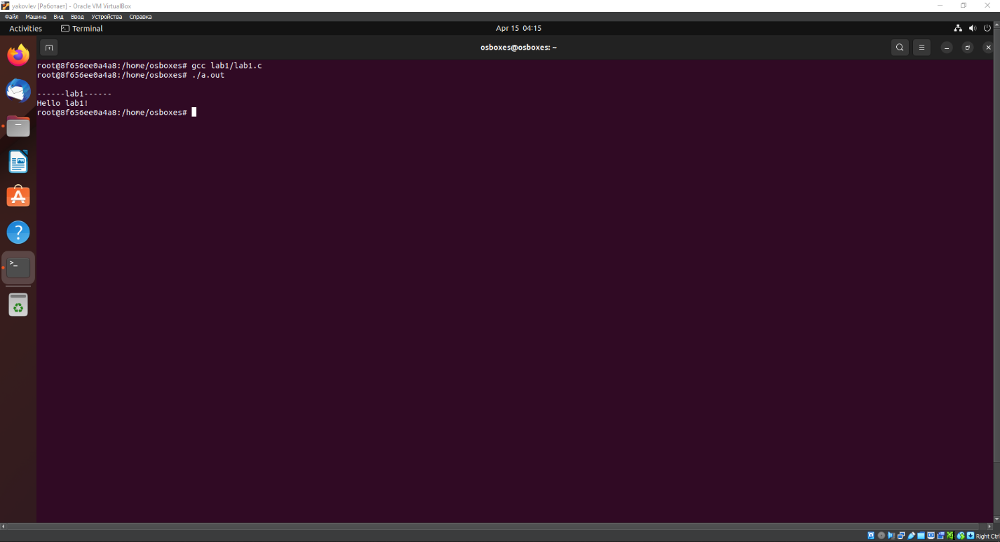 yakovlev [Работает] - Oracle VM VirtualBox
Файл Машина Вид Ввод Устройства Справка
Activities Terminal Apr 15 04:15
osboxes@osboxes: ~
root@8f656ee0a4a8:/home/osboxes# gcc lab1/lab1.c
root@8f656ee0a4a8:/home/osboxes# ./a.out
------lab1------
Hello lab1!
root@8f656ee0a4a8:/home/osboxes#
Right Ctrl